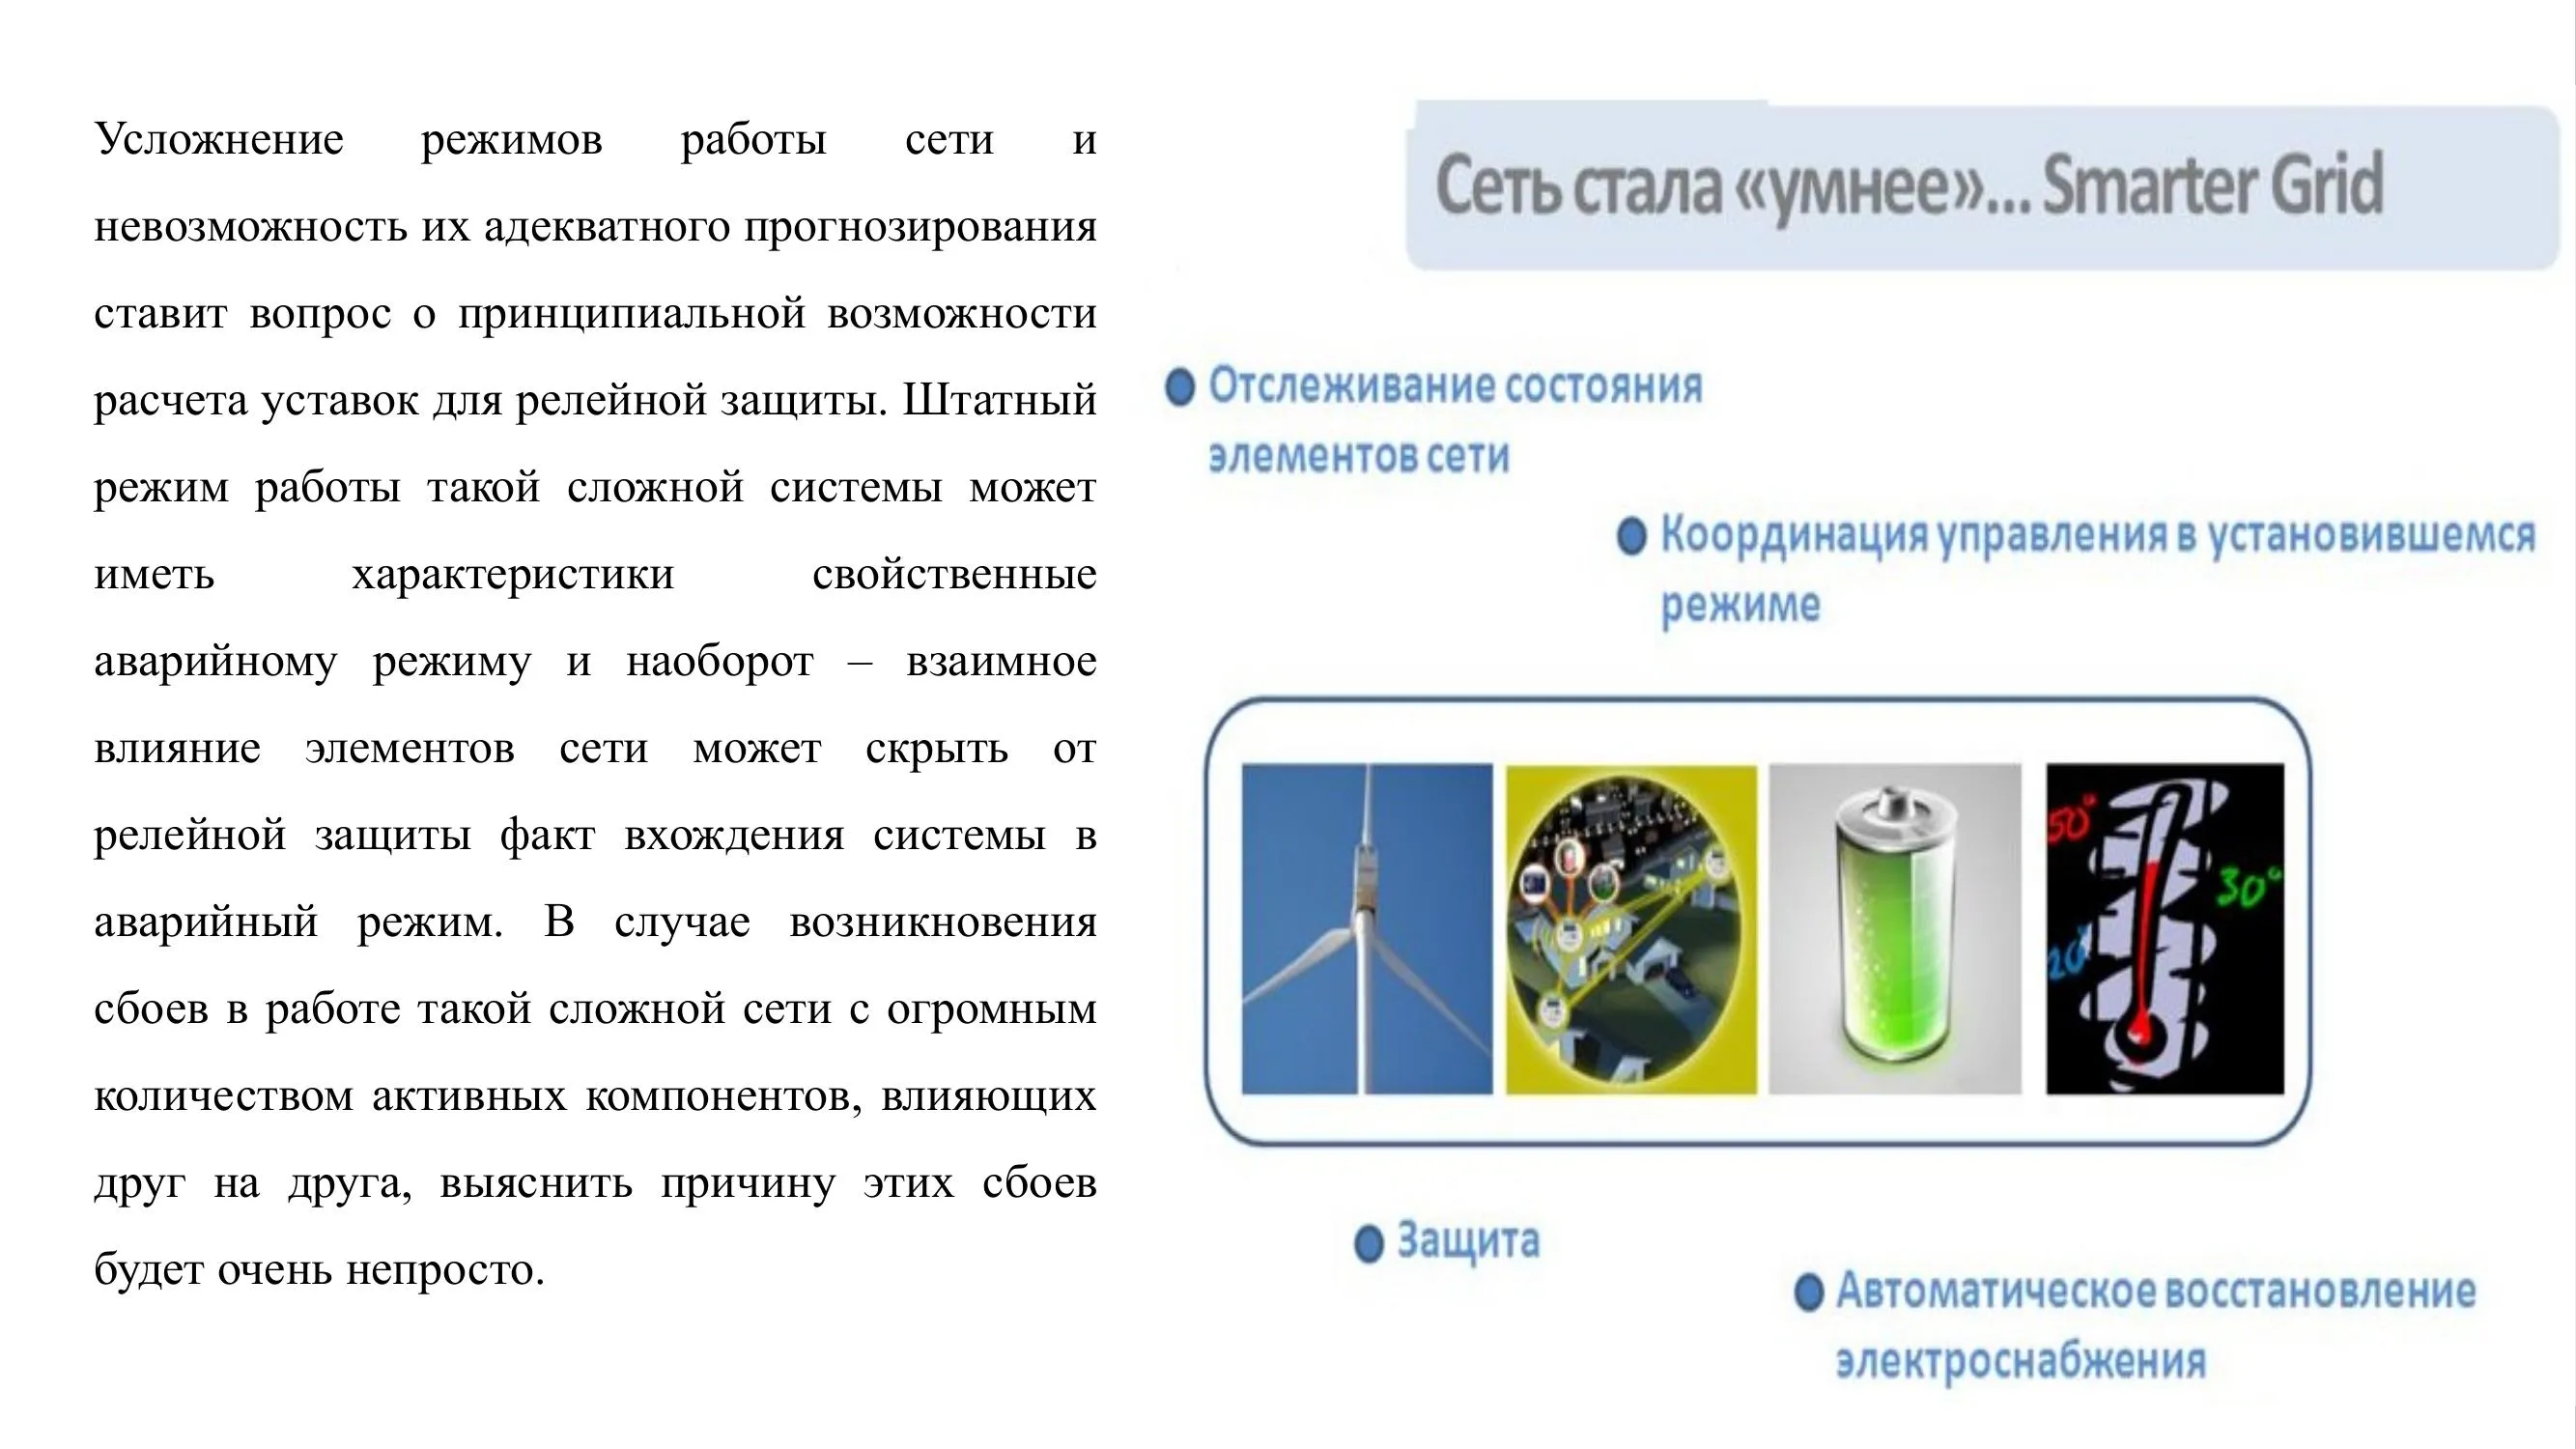 Усложнение режимов работы сети и
невозможность их адекватного прогнозирования
ставит вопрос о принципиальной возможности
расчета уставок для релейной защиты. Штатный
режим работы такой сложной системы может
иметь характеристики свойственные
аварийному режиму и наоборот – взаимное
влияние элементов сети может скрыть от
релейной защиты факт вхождения системы в
аварийный режим. В случае возникновения
сбоев в работе такой сложной сети с огромным
количеством активных компонентов, влияющих
друг на друга, выяснить причину этих сбоев
будет очень непросто.
Сеть стала «умнее»... Smarter Grid
Отслеживание состояния
элементов сети
Координация управления в установившемся
режиме
50°
30°
20°
Защита
Автоматическое восстановление
электроснабжения